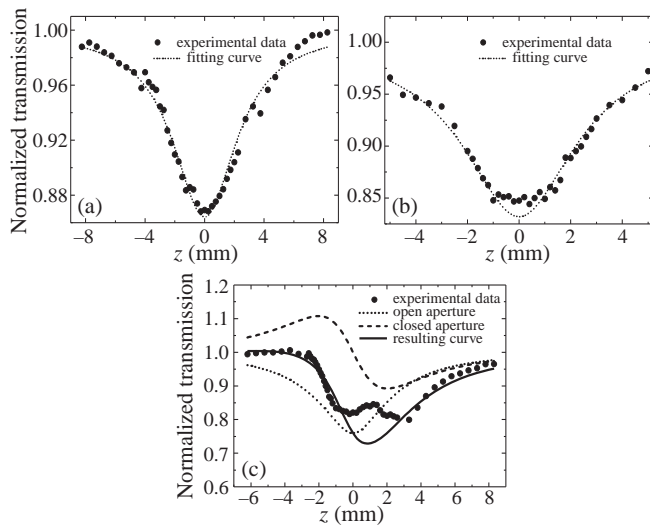 1.00
0.96
0.92
0.88
Normalized transmission
experimental data
fitting curve
(a)
−8 −4 0 4 8
z (mm)
1.00
0.95
0.90
0.85
experimental data
fitting curve
(b)
−4 −2 0 2 4
z (mm)
1.2
1.1
1.0
0.9
0.8
0.7
0.6
Normalized transmission
experimental data
open aperture
closed aperture
resulting curve
(c)
−6 −4 −2 0 2 4 6 8
z (mm)